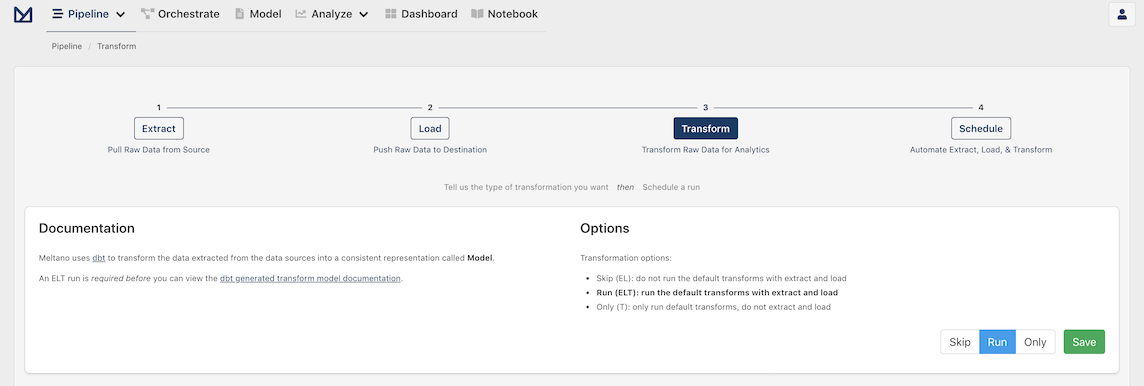 Pipeline Orchestrate Model Analyze Dashboard Notebook
Pipeline / Transform
1 2 3 4
Extract Load Transform Schedule
Pull Raw Data from Source Push Raw Data to Destination Transform Raw Data for Analytics Automate Extract, Load, & Transform
Tell us the type of transformation you want then Schedule a run
Documentation
Meltano uses dbt to transform the data extracted from the data sources into a consistent representation called Model.
An ELT run is required before you can view the dbt generated transform model documentation.
Options
Transformation options:
• Skip (EL): do not run the default transforms with extract and load
• Run (ELT): run the default transforms with extract and load
• Only (T): only run default transforms, do not extract and load
Skip Run Only Save